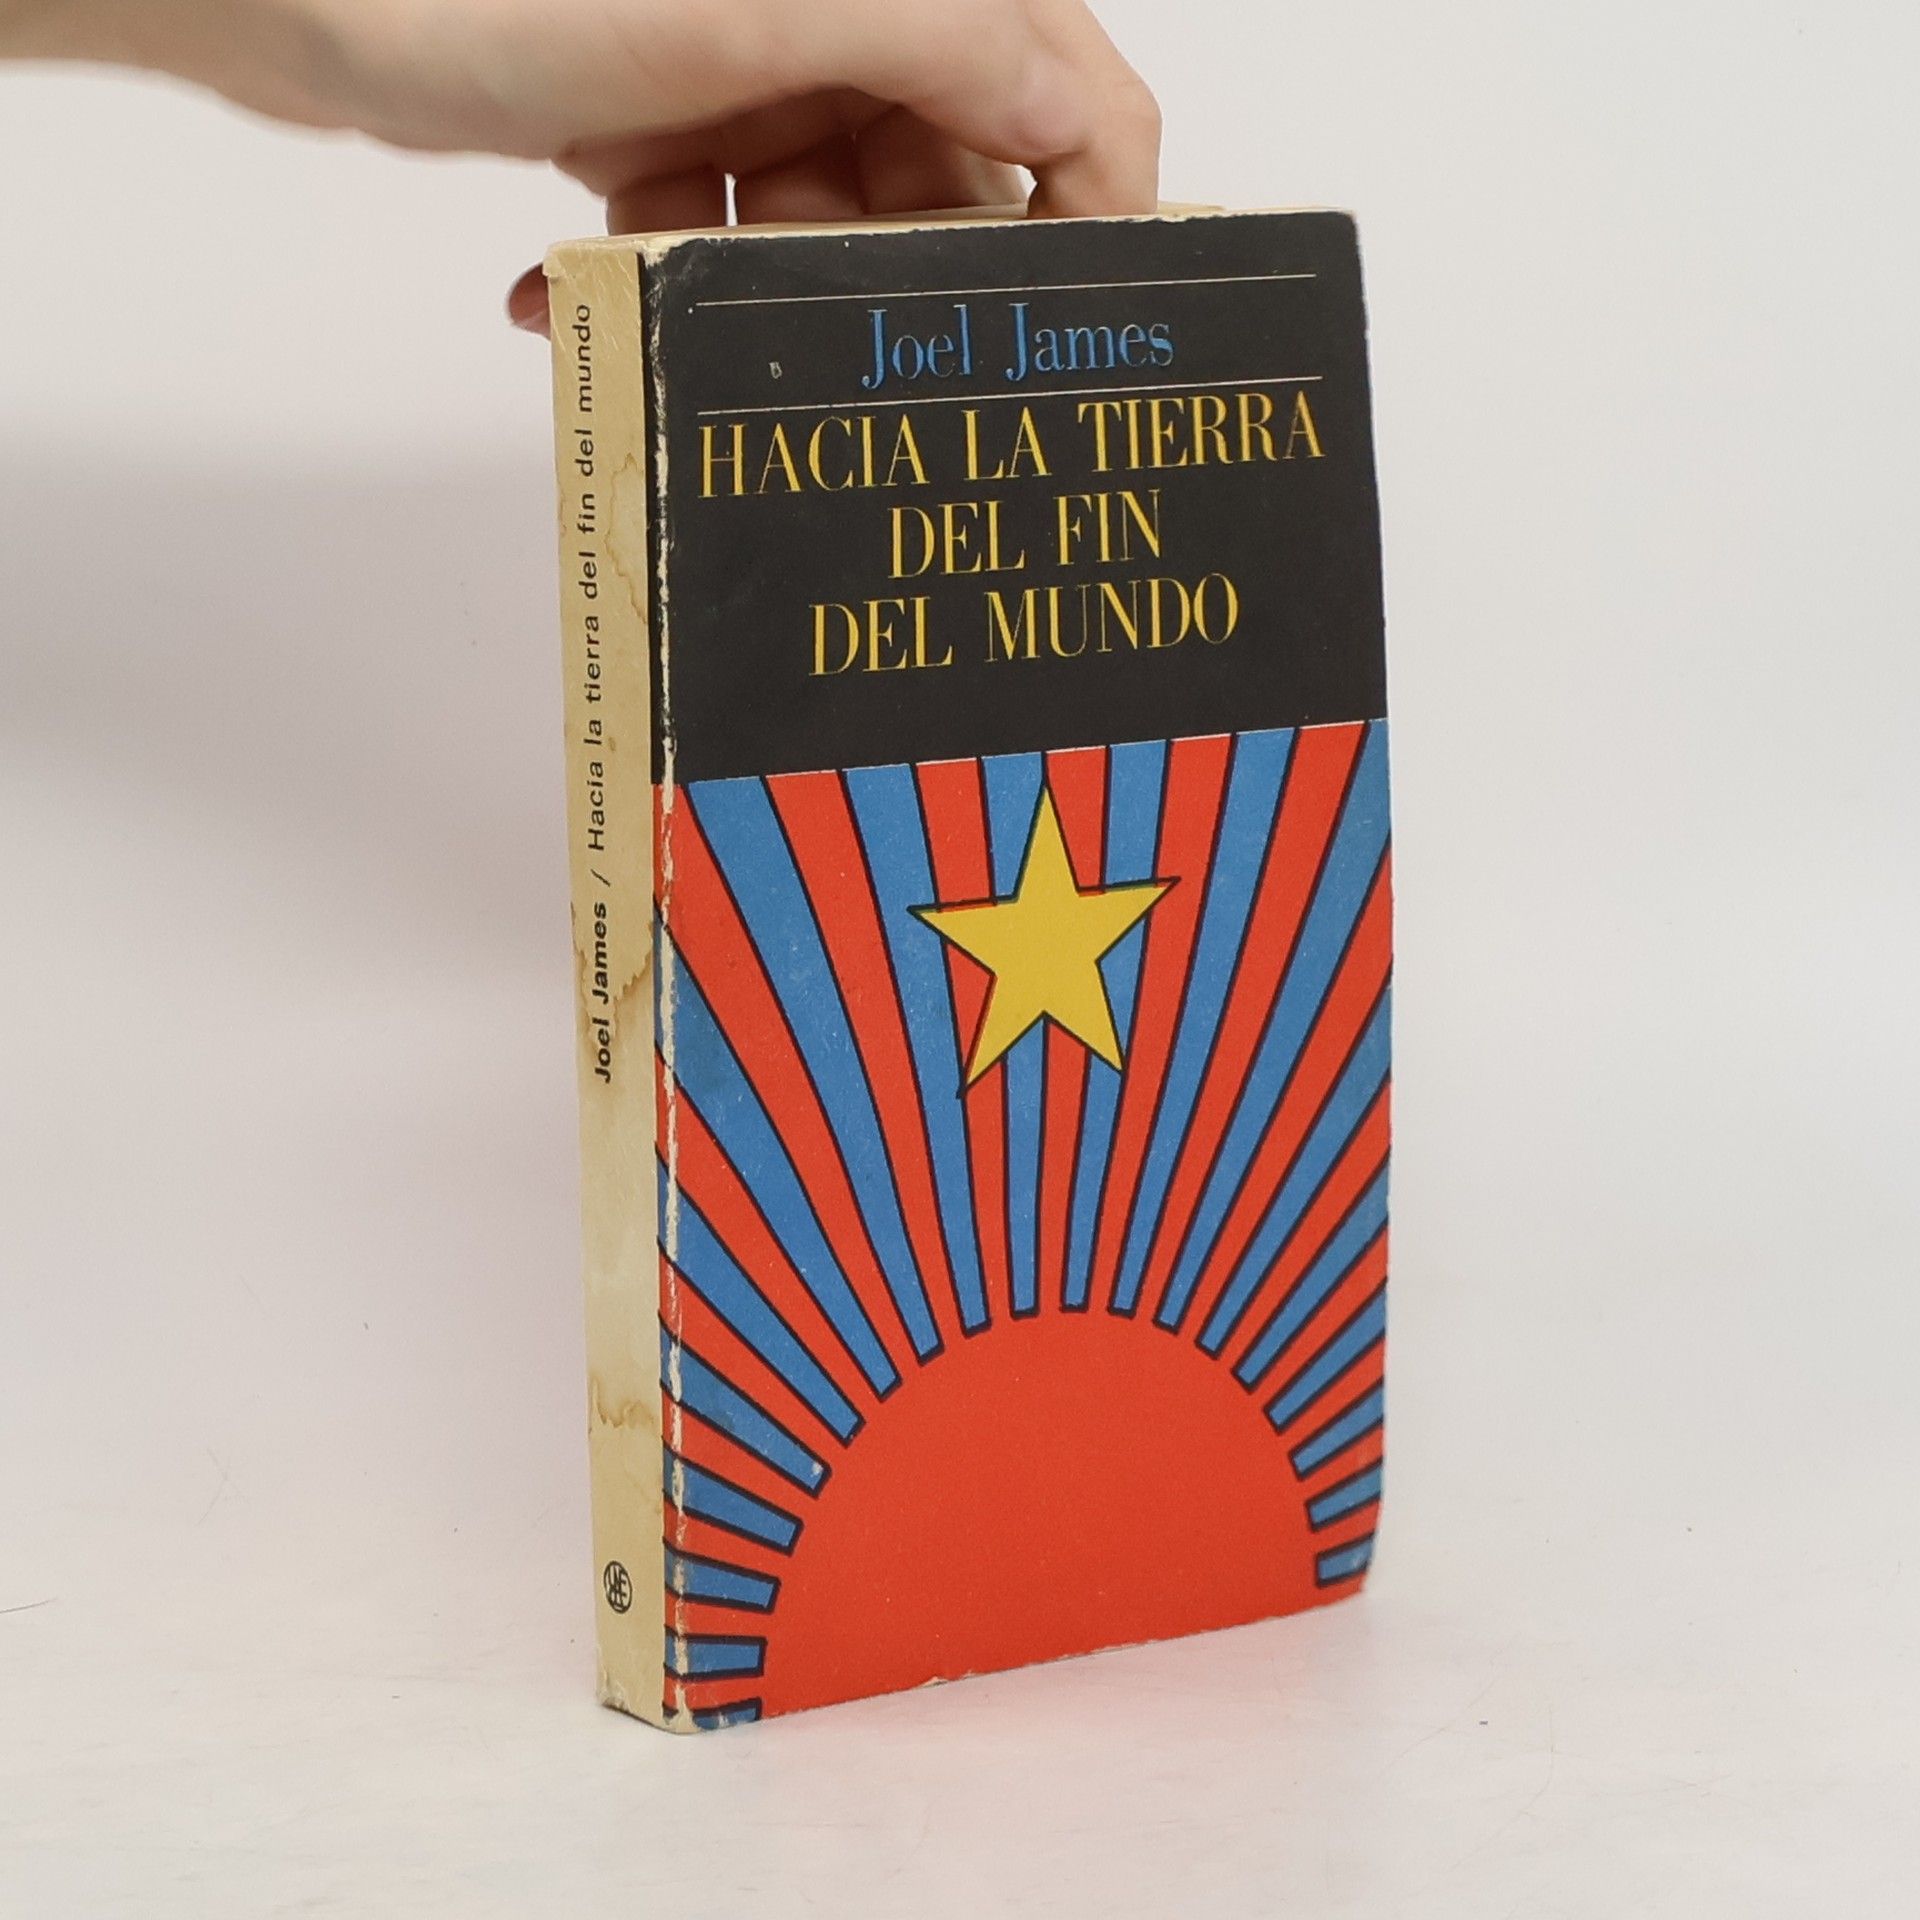 Joel James
HACIA LA TIERRA
DEL FIN
DEL MUNDO
Joel James / Hacia la tierra del fin del mundo